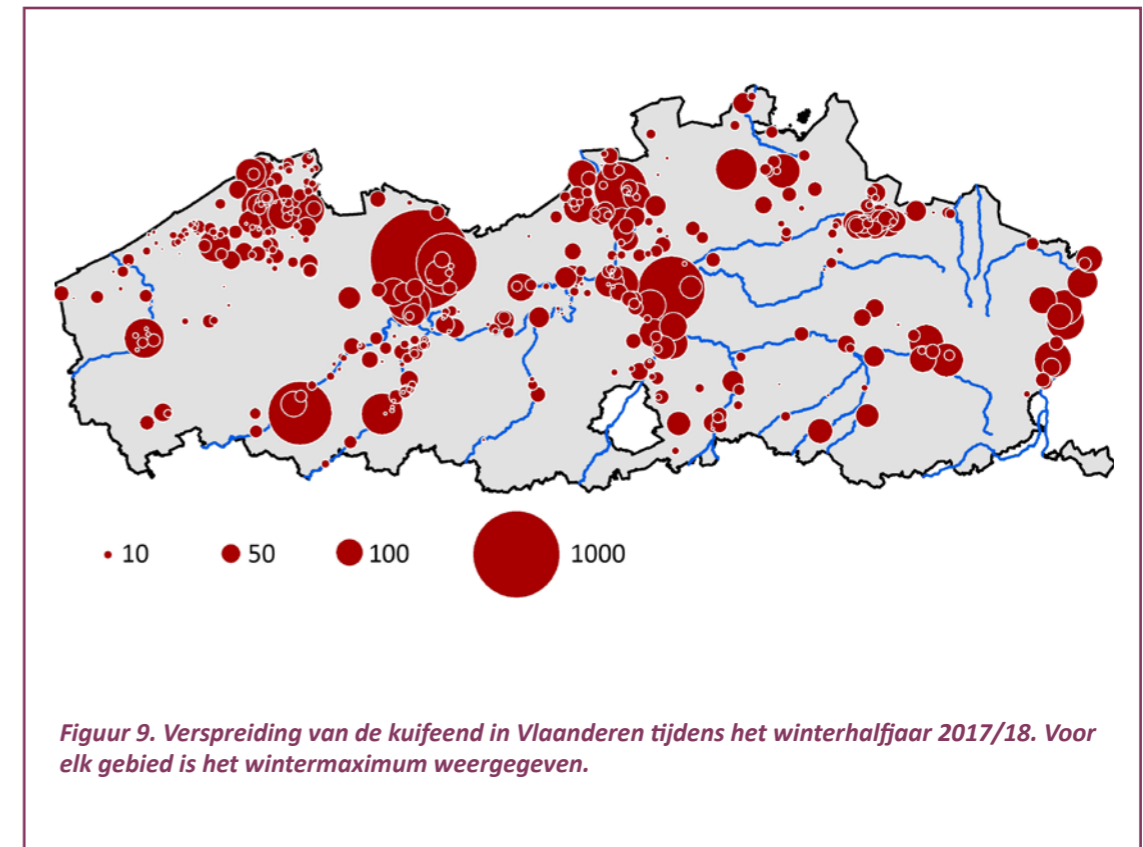 10 50 100 1000
Figuur 9. Verspreiding van de kuifeend in Vlaanderen tijdens het winterhalfjaar 2017/18. Voor
elk gebied is het wintermaximum weergegeven.